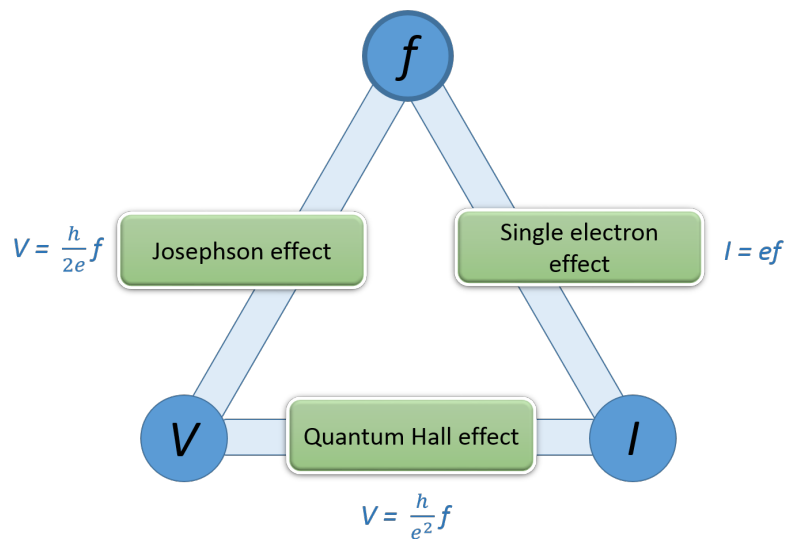 f
V = h/2e f
Josephson effect
Single electron
effect
I = ef
V
Quantum Hall effect
I
V = h/e² f